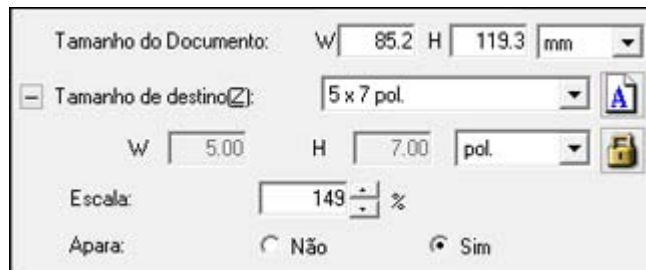 Tamanho do Documento: W 85.2 H 119.3 mm
Tamanho de destino(Z): 5 x 7 pol. A
W 5.00 H 7.00 pol.
Escala: 149 %
Apara: Não Sim